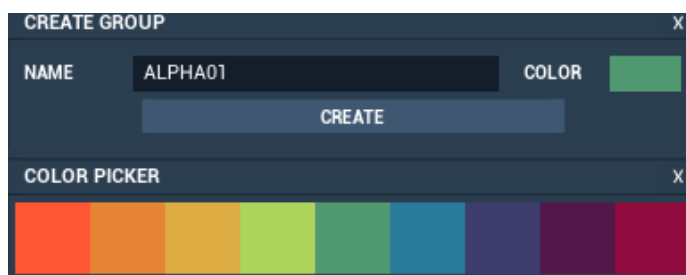 CREATE GROUP X
NAME ALPHA01 COLOR
CREATE
COLOR PICKER X